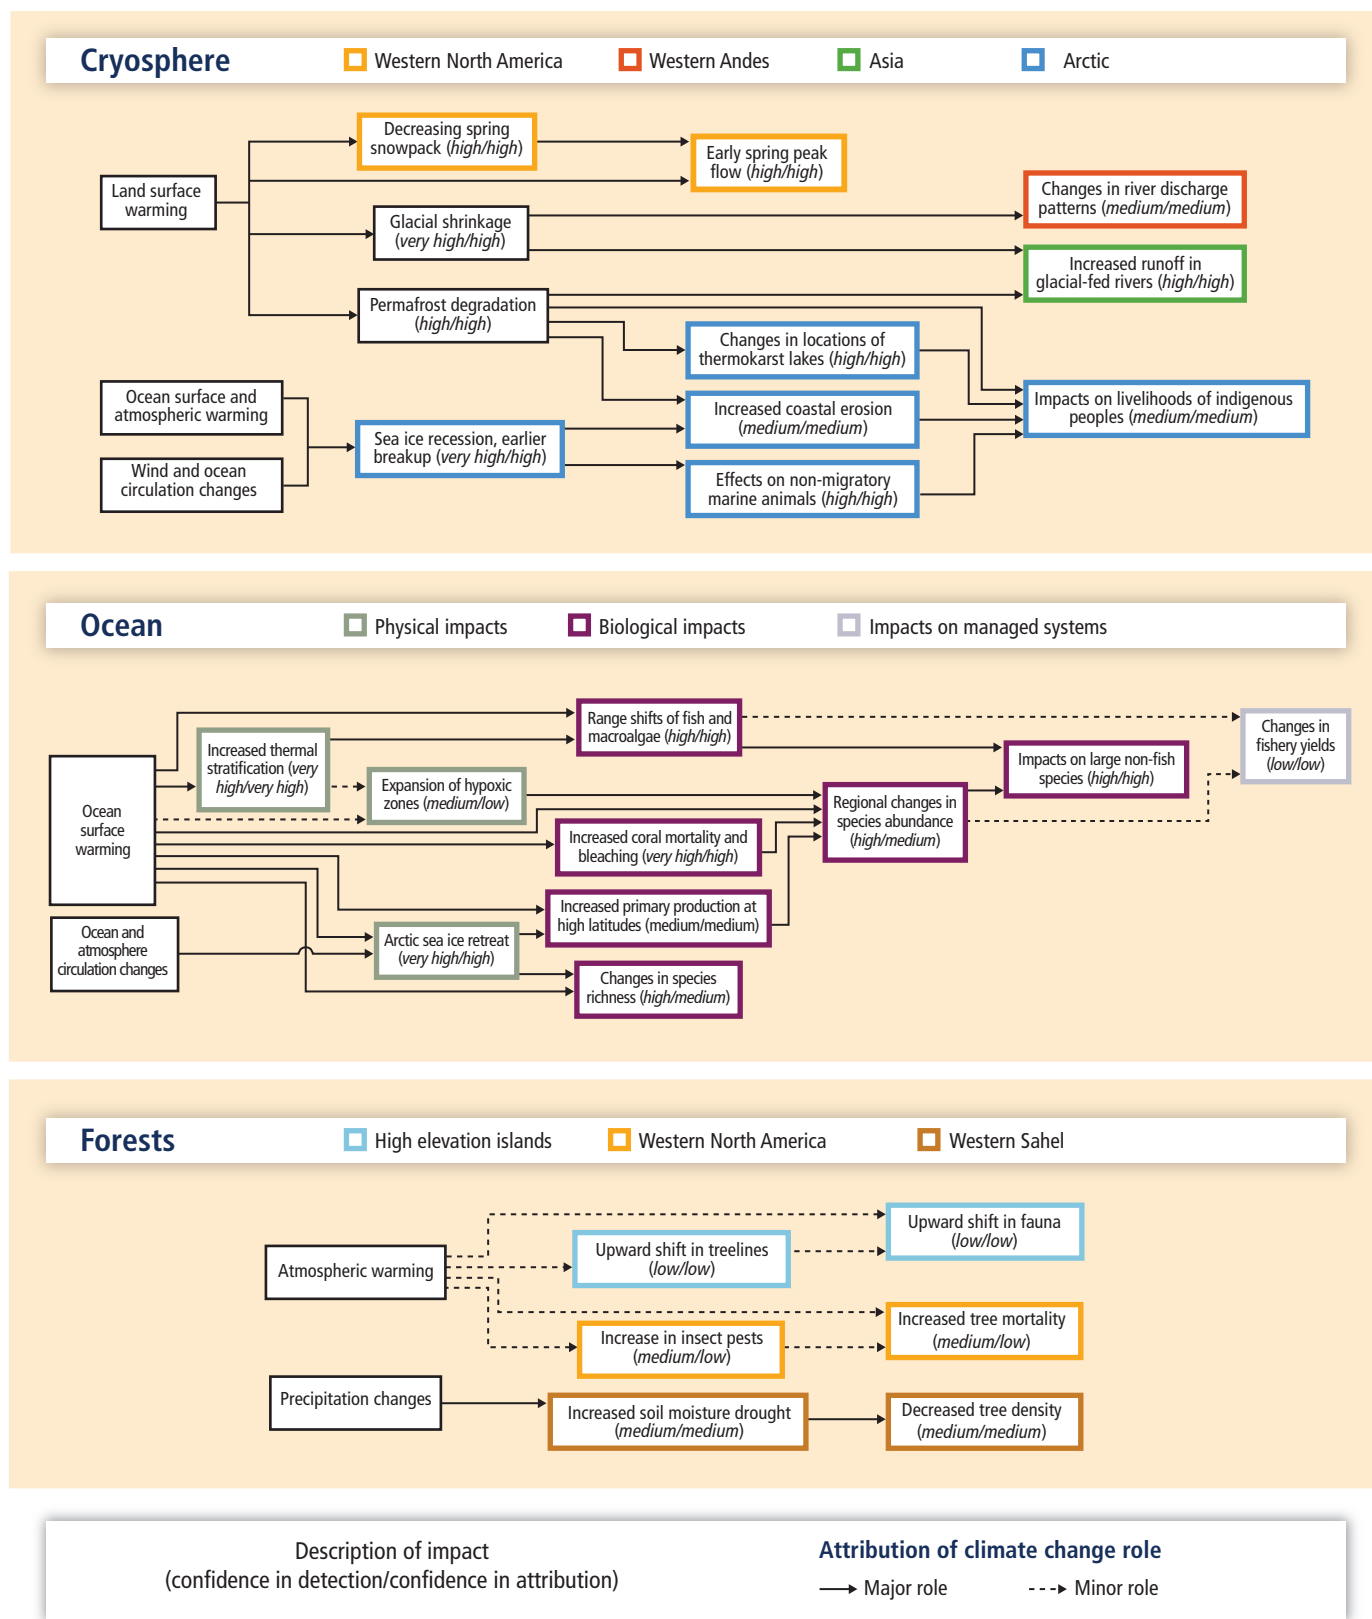 Cryosphere
Western North America
Western Andes
Asia
Arctic
Decreasing spring
snowpack (high/high)
Early spring peak
flow (high/high)
Land surface
warming
Changes in river discharge
patterns (medium/medium)
Glacial shrinkage
(very high/high)
Increased runoff in
glacial-fed rivers (high/high)
Permafrost degradation
(high/high)
Changes in locations of
thermokarst lakes (high/high)
Ocean surface and
atmospheric warming
Increased coastal erosion
(medium/medium)
Impacts on livelihoods of indigenous
peoples (medium/medium)
Sea ice recession, earlier
breakup (very high/high)
Wind and ocean
circulation changes
Effects on non-migratory
marine animals (high/high)
Ocean
Physical impacts
Biological impacts
Impacts on managed systems
Range shifts of fish and
macroalgae (high/high)
Changes in
fishery yields
(low/low)
Increased thermal
stratification (very
high/very high)
Impacts on large non-fish
species (high/high)
Expansion of hypoxic
zones (medium/low)
Regional changes in
species abundance
(high/medium)
Ocean
surface
warming
Increased coral mortality and
bleaching (very high/high)
Increased primary production at
high latitudes (medium/medium)
Ocean and
atmosphere
circulation changes
Arctic sea ice retreat
(very high/high)
Changes in species
richness (high/medium)
Forests
High elevation islands
Western North America
Western Sahel
Upward shift in fauna
(low/low)
Upward shift in treelines
(low/low)
Atmospheric warming
Increased tree mortality
(medium/low)
Increase in insect pests
(medium/low)
Precipitation changes
Increased soil moisture drought
(medium/medium)
Decreased tree density
(medium/medium)
Description of impact
(confidence in detection/confidence in attribution)
Attribution of climate change role
Major role
Minor role